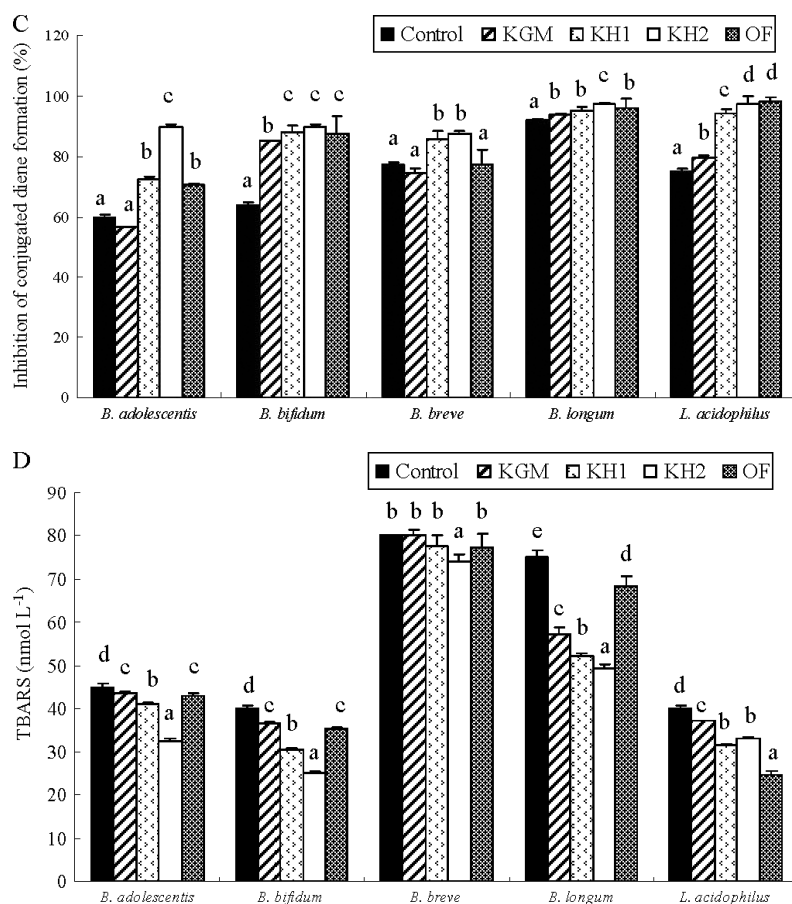 C
Control KGM KH1 KH2 OF
Inhibition of conjugated diene formation (%)
120
100
80
60
40
20
0
a a b c b
a b c c c
a a b b a
a b b c b
a b c d d
B. adolescentis B. bifidum B. breve B. longum L. acidophilus
D
Control KGM KH1 KH2 OF
TBARS (nmol L⁻¹)
90
80
70
60
50
40
30
20
10
0
d c b a c
d c b a c
b b b a b
e c b a d
d c b b a
B. adolescentis B. bifidum B. breve B. longum L. acidophilus